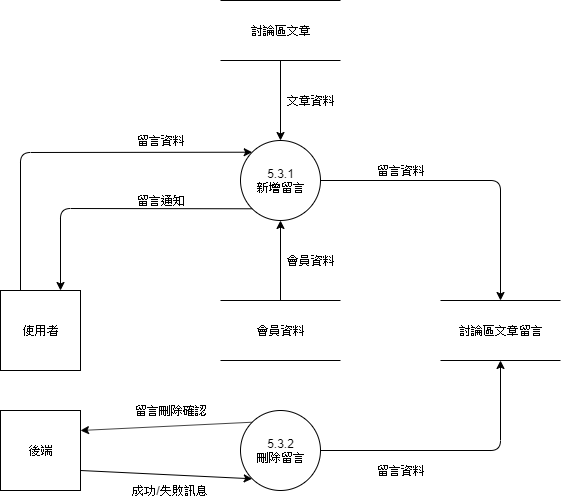 討論區文章
文章資料
留言資料
5.3.1
新增留言
留言資料
留言通知
會員資料
使用者
會員資料
討論區文章留言
留言刪除確認
後端
5.3.2
刪除留言
留言資料
成功/失敗訊息